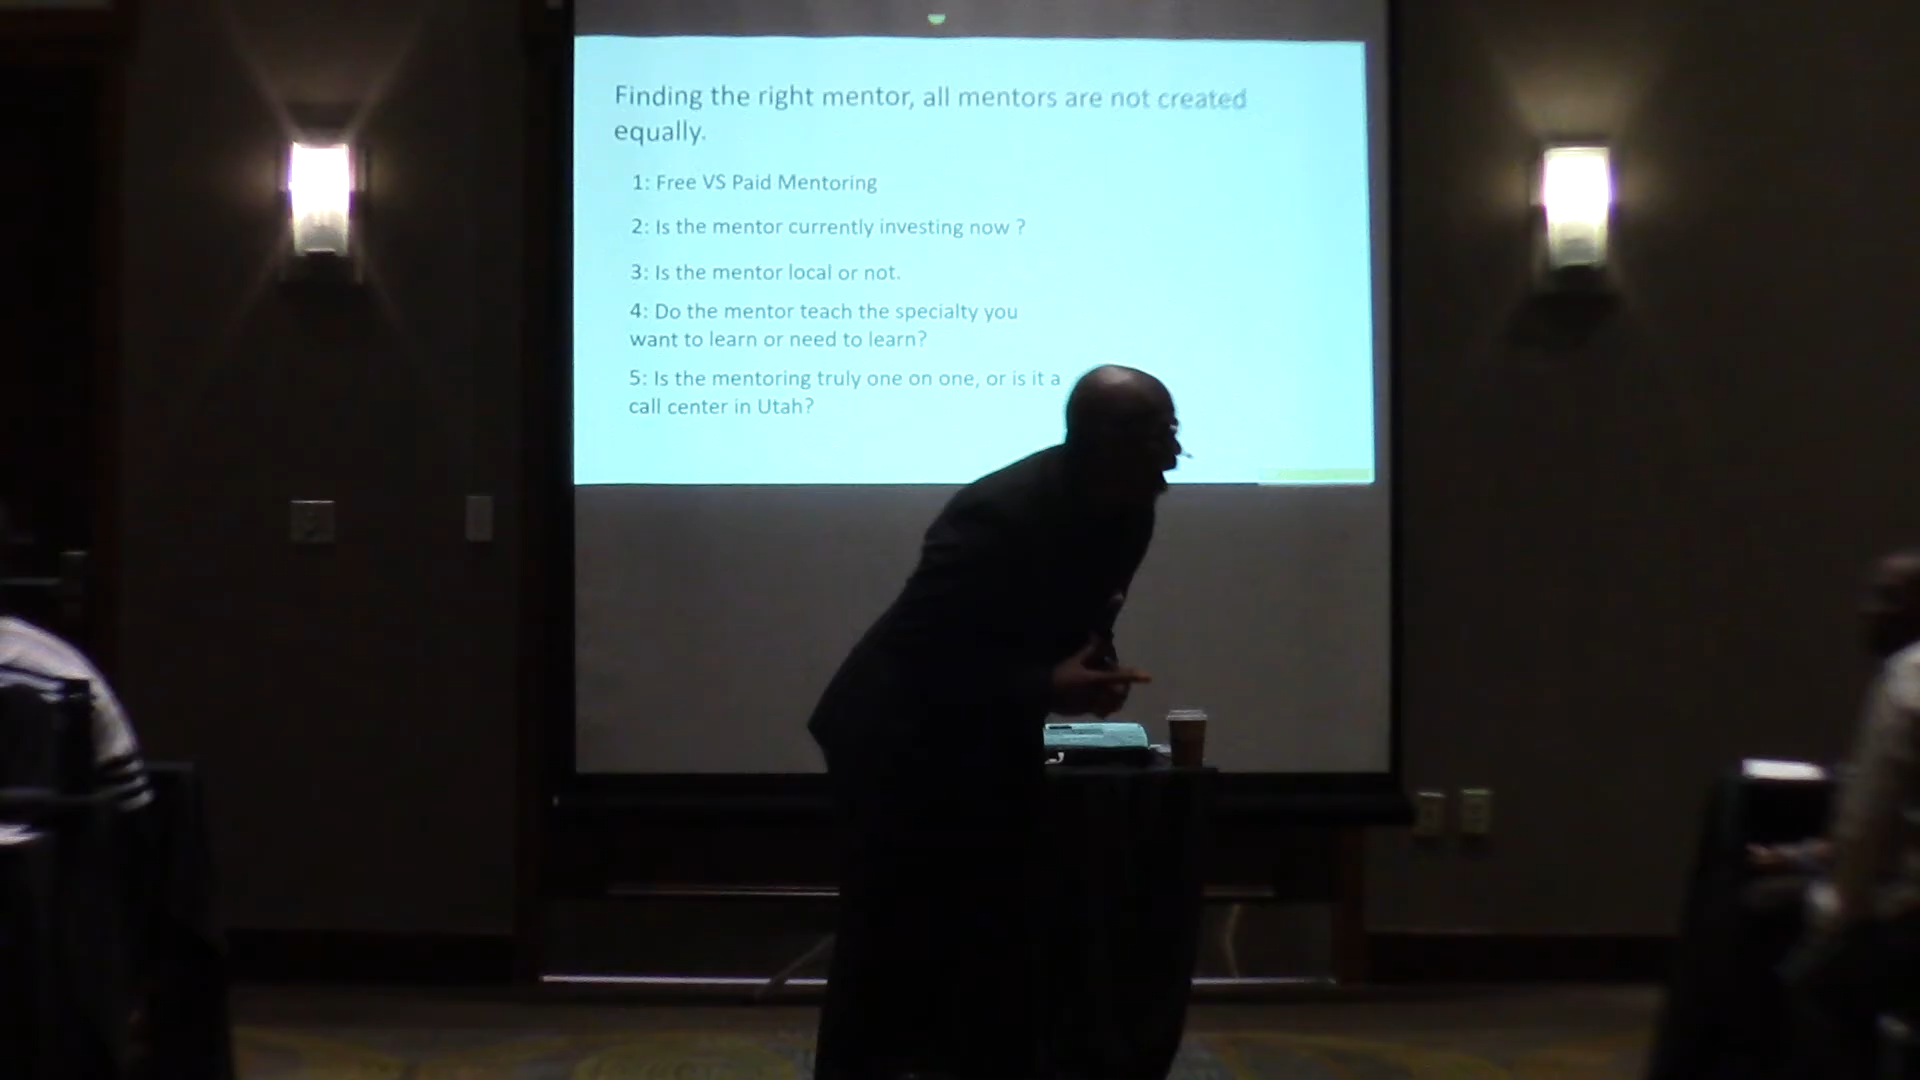 Finding the right mentor, all mentors are not created
equally.
1: Free VS Paid Mentoring
2: Is the mentor currently investing now ?
3: Is the mentor local or not.
4: Do the mentor teach the specialty you
want to learn or need to learn?
5: Is the mentoring truly one on one, or is it a
call center in Utah?